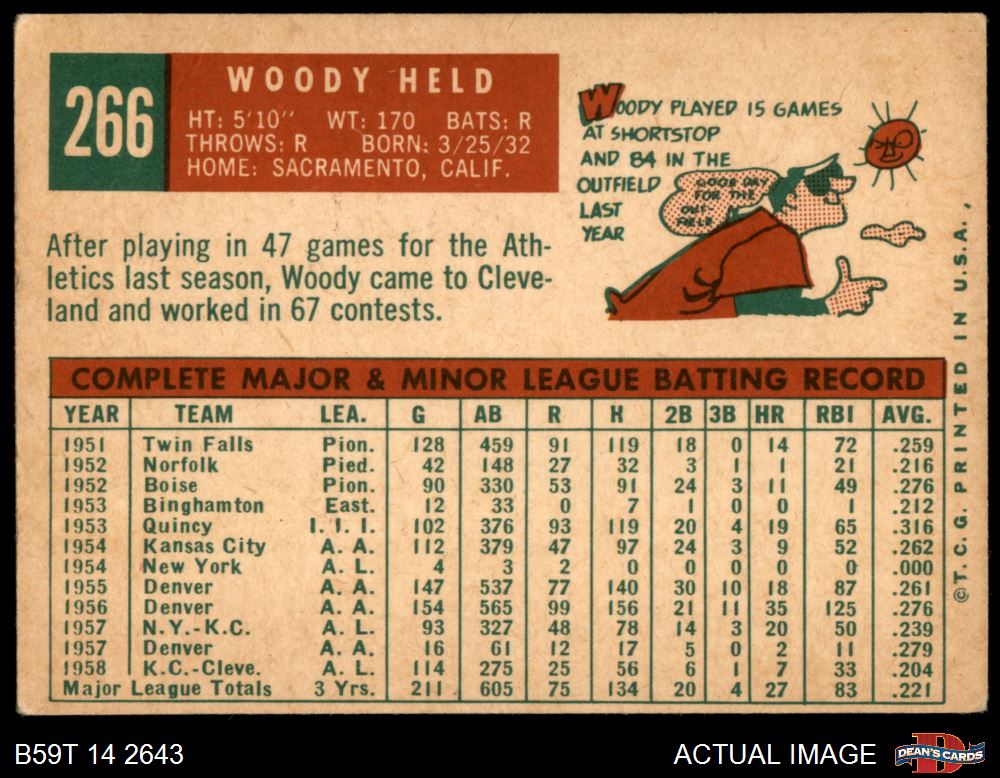 266
WOODY HELD
HT: 5'10" WT: 170 BATS: R
THROWS: R BORN: 3/25/32
HOME: SACRAMENTO, CALIF.
WOODY PLAYED 15 GAMES
AT SHORTSTOP
AND 84 IN THE
OUTFIELD
LAST
YEAR
GOOD DAY
FOR THE
OUT-
FIELD
After playing in 47 games for the Ath-
letics last season, Woody came to Cleve-
land and worked in 67 contests.
COMPLETE MAJOR & MINOR LEAGUE BATTING RECORD
YEAR TEAM LEA. G AB R H 2B 3B HR RBI AVG.
1951 Twin Falls Pion. 128 459 91 119 18 0 14 72 .259
1952 Norfolk Pied. 42 148 27 32 3 1 1 21 .216
1952 Boise Pion. 90 330 53 91 24 3 11 49 .276
1953 Binghamton East. 12 33 0 7 1 0 0 1 .212
1953 Quincy I. I. I. 102 376 93 119 20 4 19 65 .316
1954 Kansas City A. A. 112 379 47 97 24 3 9 52 .262
1954 New York A. L. 4 3 2 0 0 0 0 0 .000
1955 Denver A. A. 147 537 77 140 30 10 18 87 .261
1956 Denver A. A. 154 565 99 156 21 11 35 125 .276
1957 N.Y.-K.C. A. L. 93 327 48 78 14 3 20 50 .239
1957 Denver A. A. 16 61 12 17 5 0 2 11 .279
1958 K.C.-Cleve. A. L. 114 275 25 56 6 1 7 33 .204
Major League Totals 3 Yrs. 211 605 75 134 20 4 27 83 .221
©T. C. G. PRINTED IN U.S.A.,
B59T 14 2643
ACTUAL IMAGE
D
DEAN'S CARDS